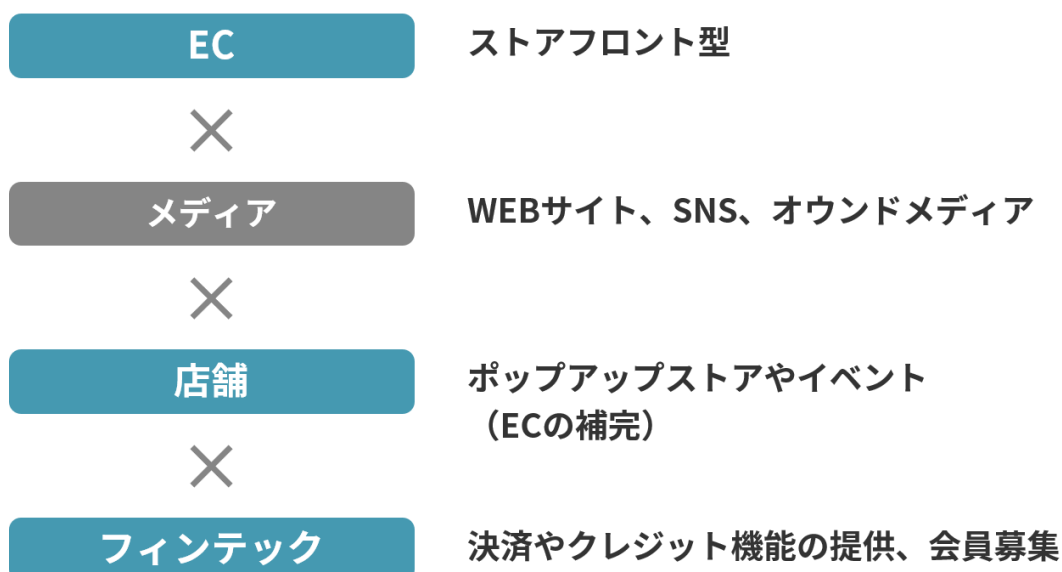 EC
ストアフロント型
×
メディア
WEBサイト、SNS、オウンドメディア
×
店舗
ポップアップストアやイベント
（ECの補完）
×
フィンテック
決済やクレジット機能の提供、会員募集